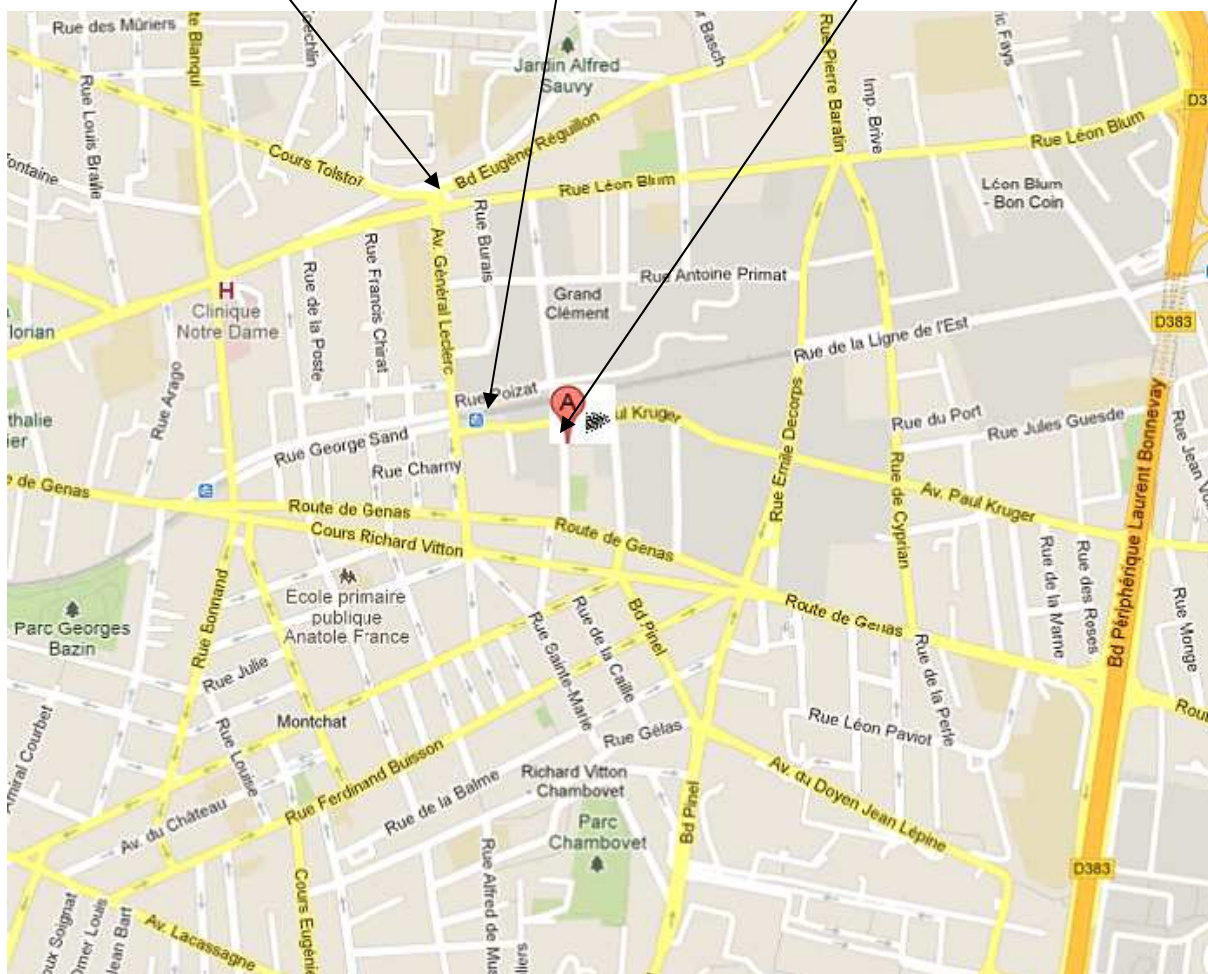 Rue des Mûriers
Rue Louis Braille
Jardin Alfred
Sauvy
Basch
Rue Pierre Baratin
Imp. Brive
Fays
D3
Cours Tolstoï
Bd Eugène Réguillon
Rue Léon Blum
Rue Léon Blum
Léon Blum
- Bon Coin
Rue Burais
Rue Francis Chirat
Rue de la Poste
Av. Général Leclerc
H
Clinique
Notre Dame
Rue Antoine Primat
Grand
Clément
Rue de la Ligne de l'Est
D383
Rue Arago
Rue Poizat
A
ul Kruger
Rue George Sand
Rue Charny
Rue Emile Decorps
Rue du Port
Rue Jules Guesde
Rue de Cyprian
Av. Paul Kruger
Bd Périphérique Laurent Bonnevay
e de Genas
Route de Genas
Cours Richard Vitton
Route de Genas
Rue de la Marne
Rue des Roses
Rue Monge
Ecole primaire
publique
Anatole France
Parc Georges
Bazin
Rue Bonnand
Rue Julie
Rue Sainte-Marie
Rue de la Caille
Bd Pinel
Route de Genas
Rue de la Perle
Rue Léon Paviot
Montchat
Rue Louise
Rue Gélas
Rue Ferdinand Buisson
Rue de la Balme
Richard Vitton
- Chambovet
Parc
Chambovet
Bd Pinel
Av. du Doyen Jean Lépine
Av. du Château
D383
Cours Eugénie
Rue Alfred de Mus
Av. Lacassagne
Jean Bart